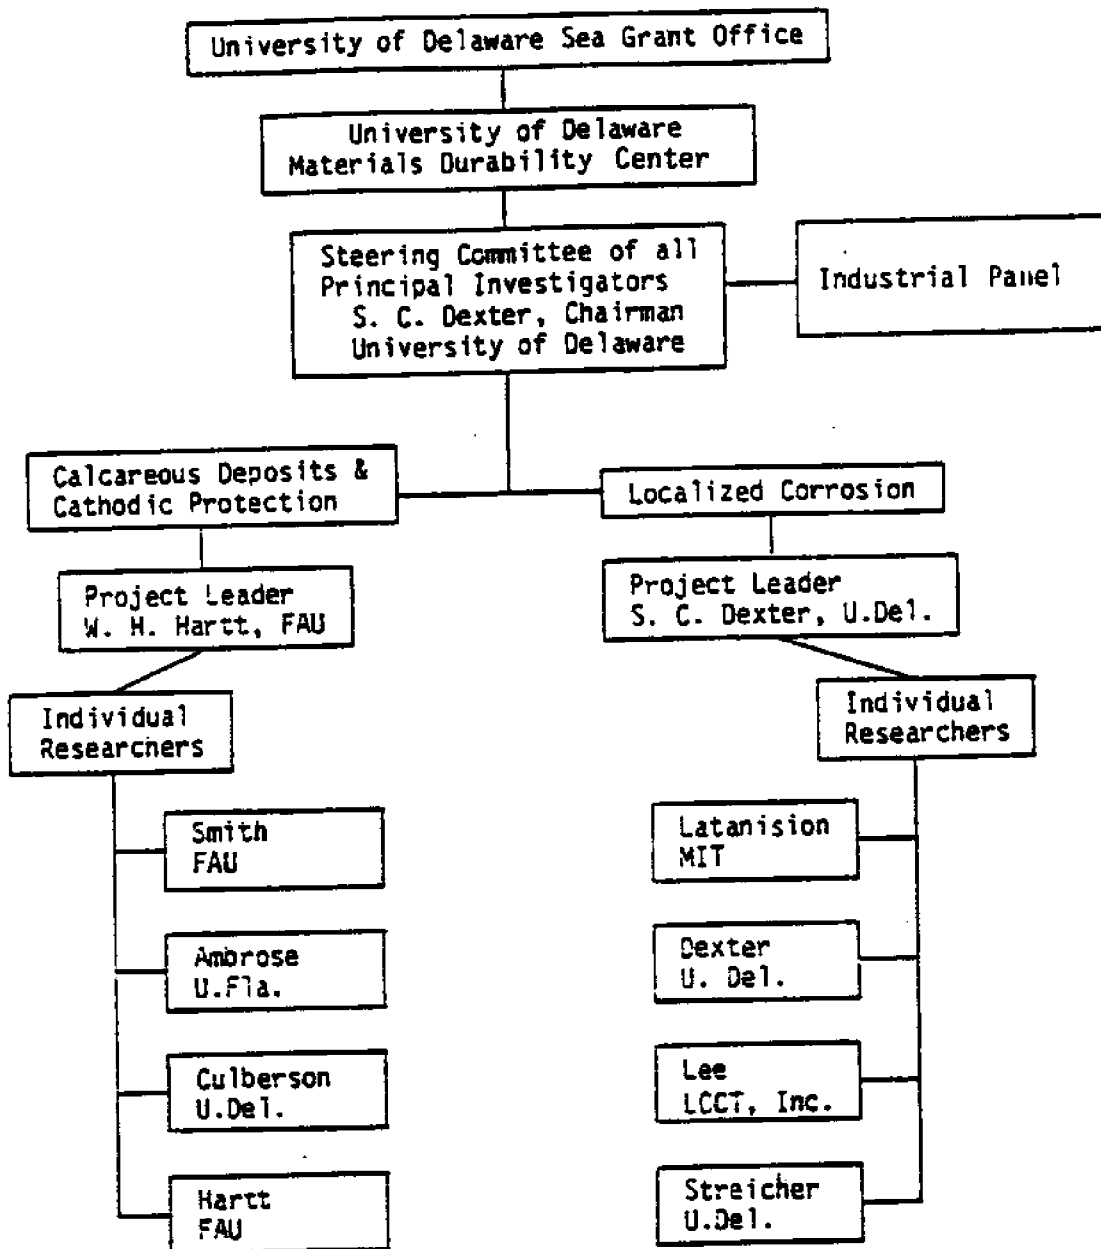 University of Delaware Sea Grant Office
University of Delaware
Materials Durability Center
Steering Committee of all
Principal Investigators
S. C. Dexter, Chairman
University of Delaware
Industrial Panel
Calcareous Deposits &
Cathodic Protection
Localized Corrosion
Project Leader
W. H. Hartt, FAU
Project Leader
S. C. Dexter, U.Del.
Individual
Researchers
Individual
Researchers
Smith
FAU
Ambrose
U.Fla.
Culberson
U.Del.
Hartt
FAU
Latanision
MIT
Dexter
U. Del.
Lee
LCCT, Inc.
Streicher
U.Del.